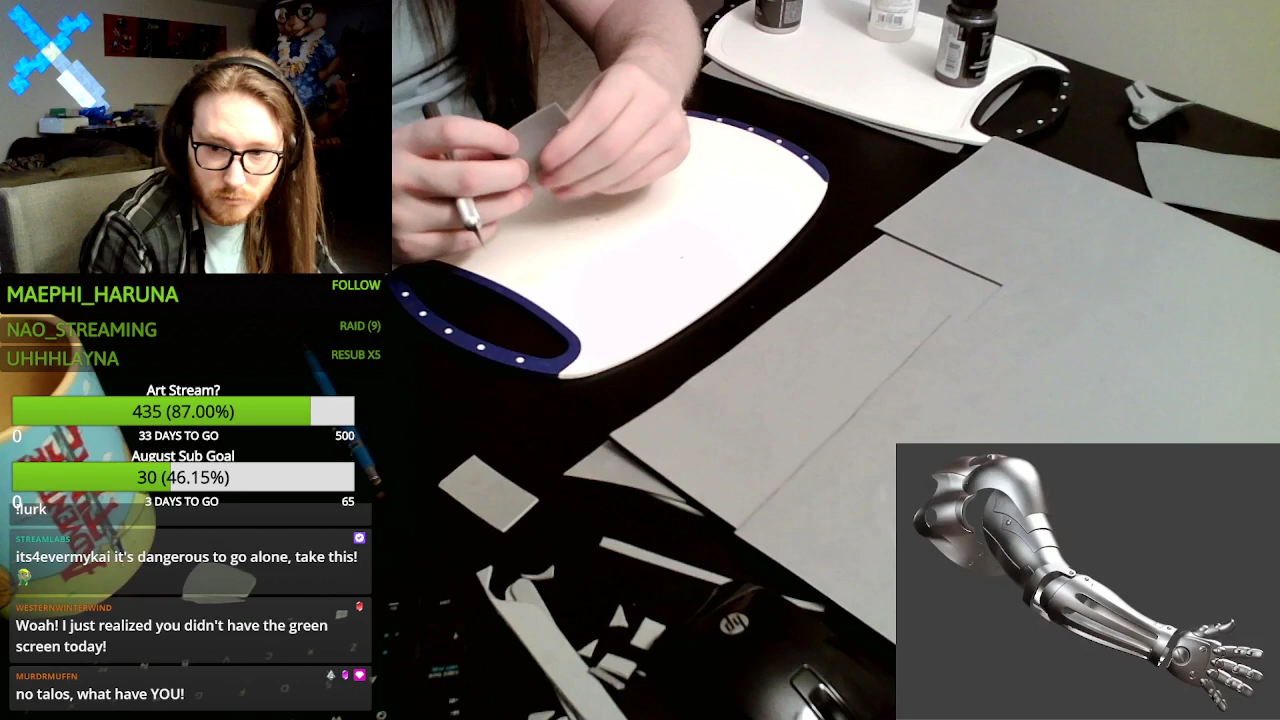 MAEPHI_HARUNA
FOLLOW
NAO_STREAMING
RAID (9)
UHHHLAYNA
RESUB X5
Art Stream?
435 (87.00%)
0
33 DAYS TO GO
500
August Sub Goal
30 (46.15%)
0
3 DAYS TO GO
65
!lurk
STREAMLABS
its4evermykai it's dangerous to go alone, take this!
WESTERNWINTERWIND
Woah! I just realized you didn't have the green
screen today!
MURDRMUFFN
no talos, what have YOU!
hp